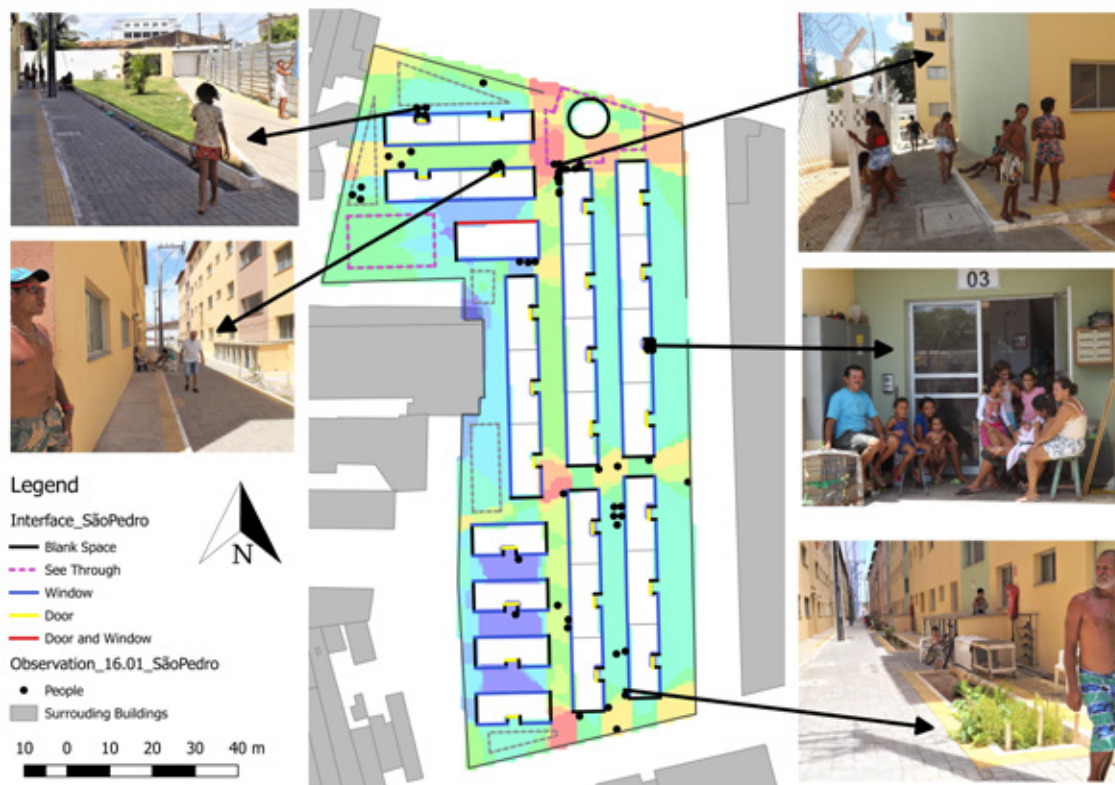 03
Legend
Interface_SãoPedro
Blank Space
See Through
Window
Door
Door and Window
Observation_16.01_SãoPedro
People
Surrouding Buildings
N
10 0 10 20 30 40 m